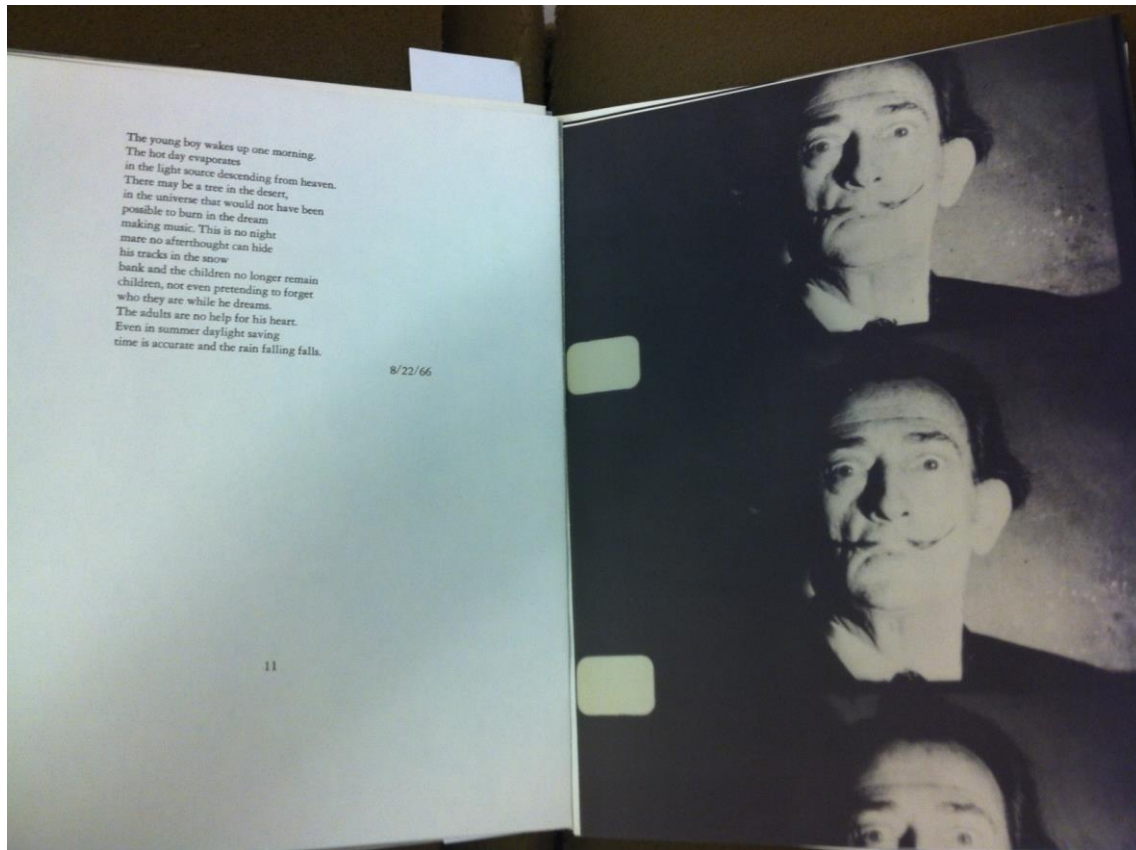 The young boy wakes up one morning.
The hot day evaporates
in the light source descending from heaven.
There may be a tree in the desert,
in the universe that would not have been
possible to burn in the dream
making music. This is no night
mare no afterthought can hide
his tracks in the snow
bank and the children no longer remain
children, not even pretending to forget
who they are while he dreams.
The adults are no help for his heart.
Even in summer daylight saving
time is accurate and the rain falling falls.
8/22/66
11